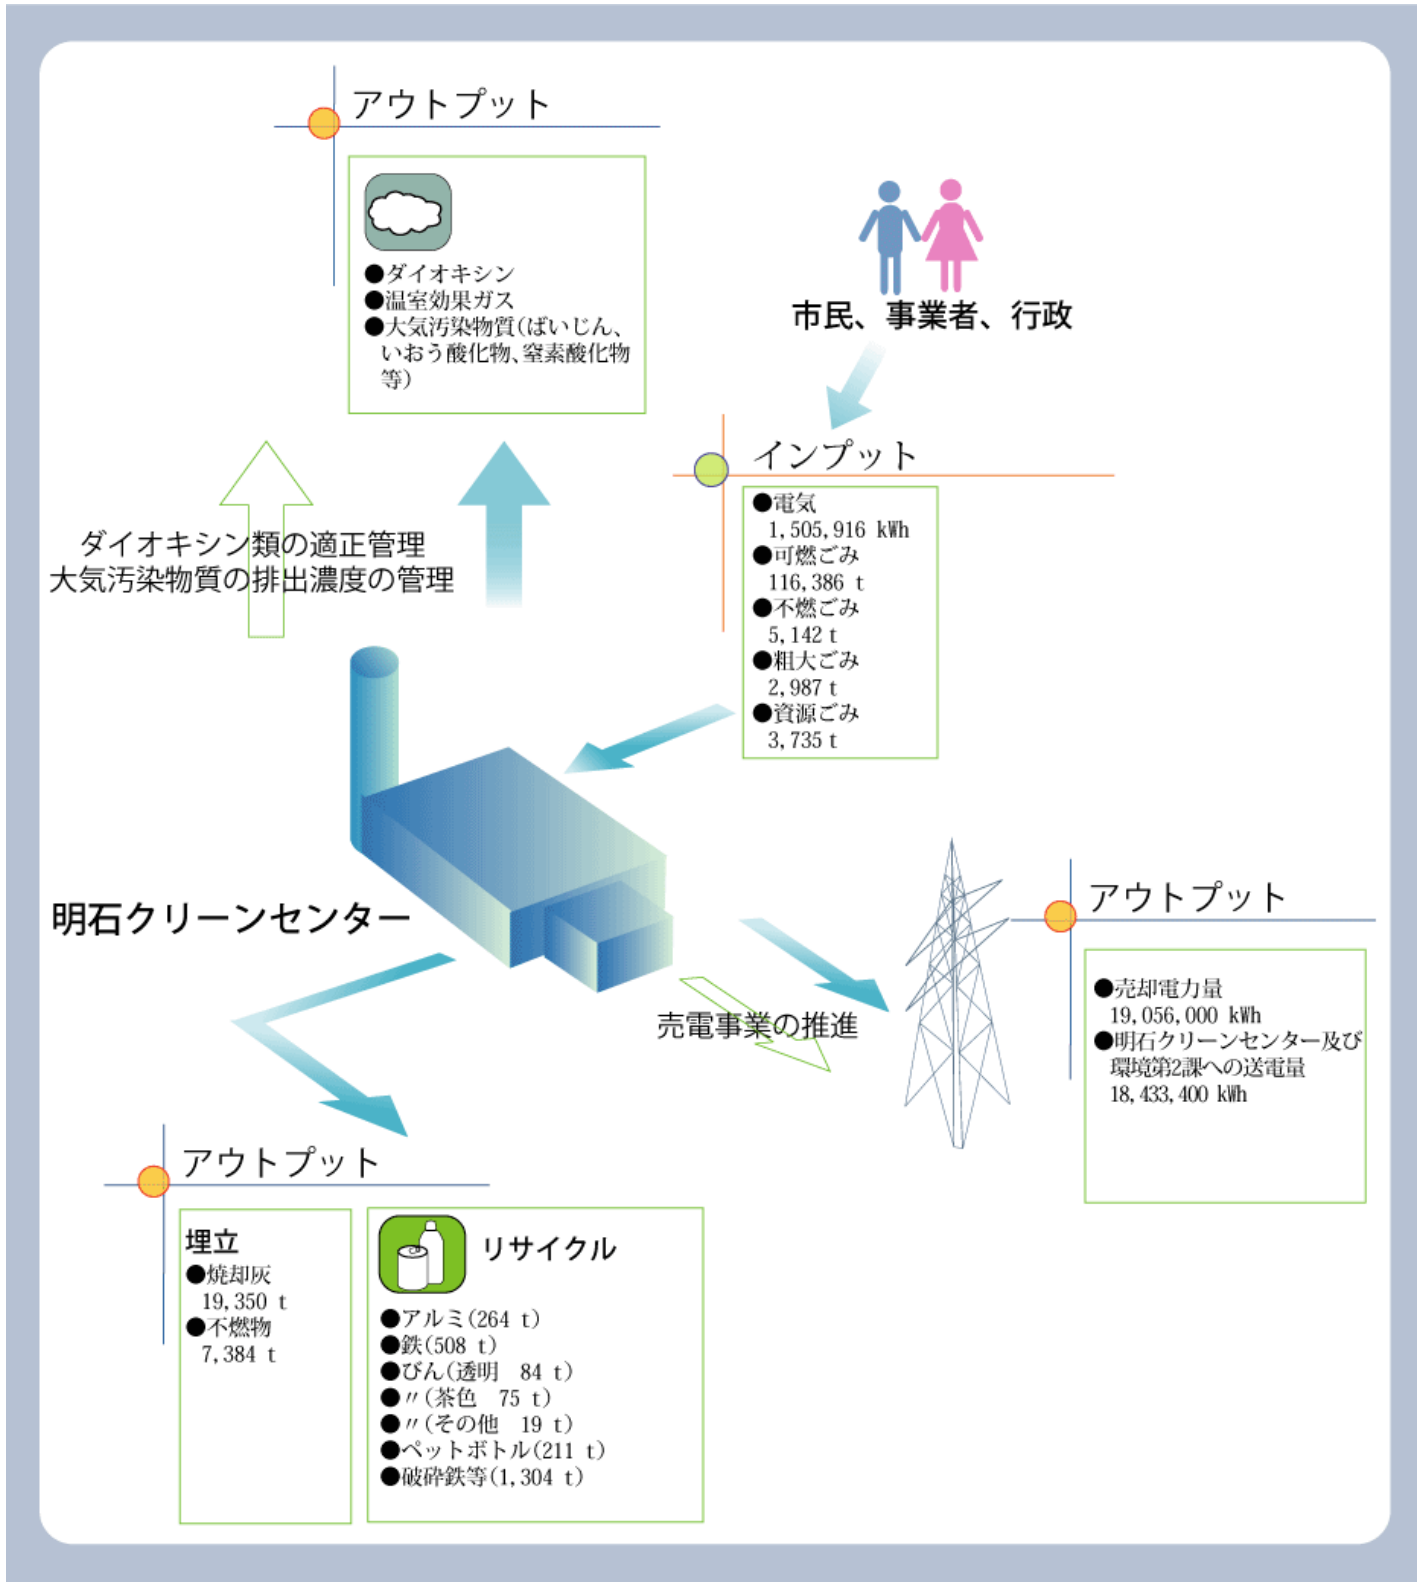 アウトプット
●ダイオキシン
●温室効果ガス
●大気汚染物質(ばいじん、
いおう酸化物、窒素酸化物
等)
市民、事業者、行政
インプット
●電気
1,505,916 kWh
●可燃ごみ
116,386 t
●不燃ごみ
5,142 t
●粗大ごみ
2,987 t
●資源ごみ
3,735 t
ダイオキシン類の適正管理
大気汚染物質の排出濃度の管理
明石クリーンセンター
売電事業の推進
アウトプット
●売却電力量
19,056,000 kWh
●明石クリーンセンター及び
環境第2課への送電量
18,433,400 kWh
アウトプット
埋立
●焼却灰
19,350 t
●不燃物
7,384 t
リサイクル
●アルミ(264 t)
●鉄(508 t)
●びん(透明　84 t)
●〃(茶色　75 t)
●〃(その他　19 t)
●ペットボトル(211 t)
●破砕鉄等(1,304 t)